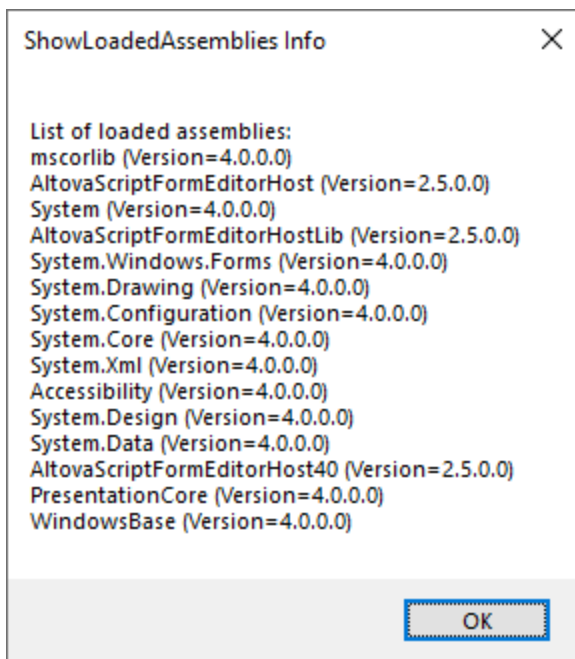 ShowLoadedAssemblies Info
List of loaded assemblies:
mscorlib (Version=4.0.0.0)
AltovaScriptFormEditorHost (Version=2.5.0.0)
System (Version=4.0.0.0)
AltovaScriptFormEditorHostLib (Version=2.5.0.0)
System.Windows.Forms (Version=4.0.0.0)
System.Drawing (Version=4.0.0.0)
System.Configuration (Version=4.0.0.0)
System.Core (Version=4.0.0.0)
System.Xml (Version=4.0.0.0)
Accessibility (Version=4.0.0.0)
System.Design (Version=4.0.0.0)
System.Data (Version=4.0.0.0)
AltovaScriptFormEditorHost40 (Version=2.5.0.0)
PresentationCore (Version=4.0.0.0)
WindowsBase (Version=4.0.0.0)
OK